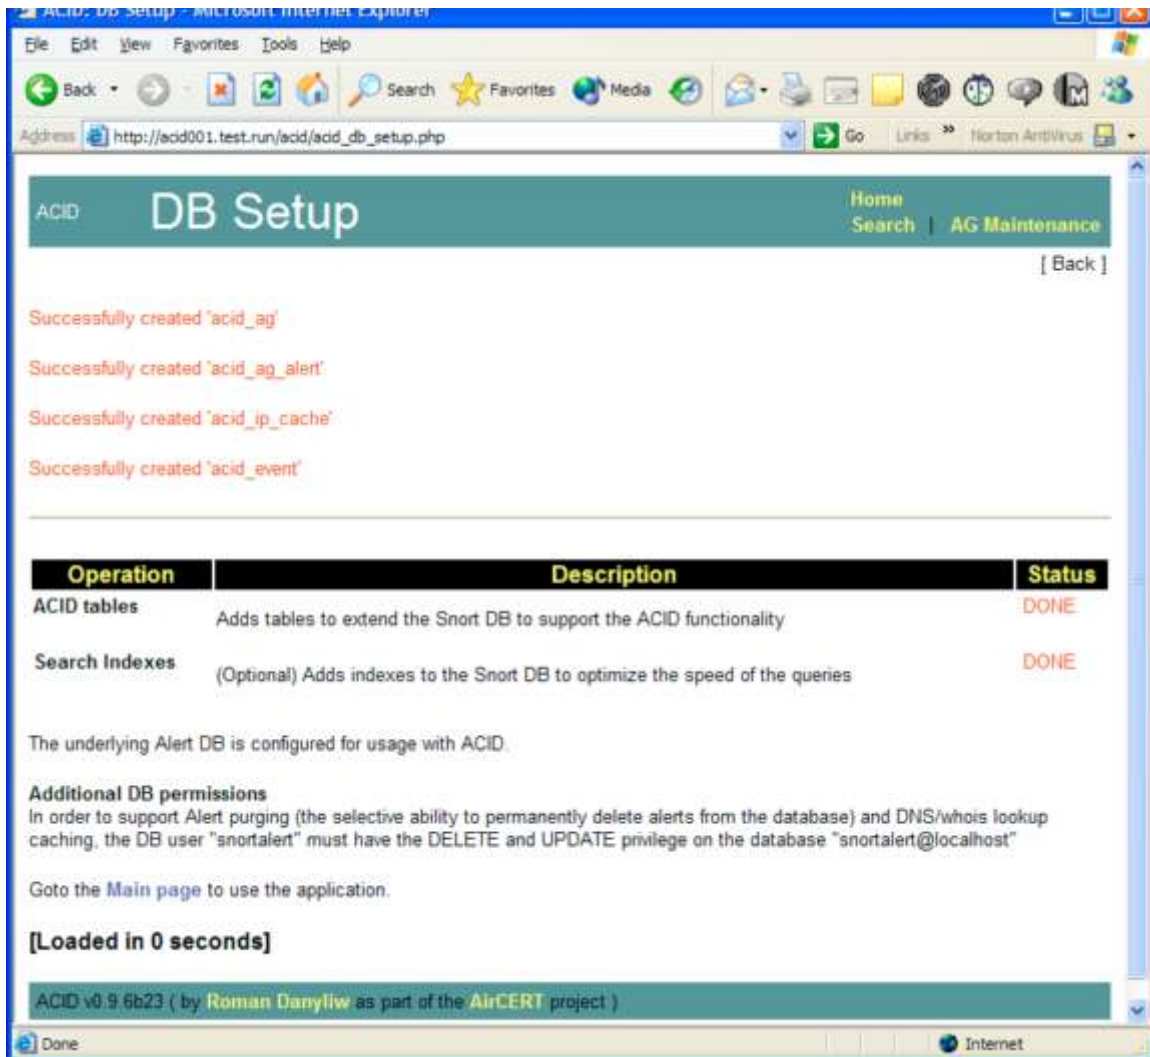 ACID: DB Setup - Microsoft Internet Explorer
File Edit View Favorites Tools Help
Back Search Favorites Media
Address http://acid001.test.run/acid/acid_db_setup.php Go Links » Norton AntiVirus
ACID DB Setup Home
Search | AG Maintenance
[ Back ]
Successfully created 'acid_ag'
Successfully created 'acid_ag_alert'
Successfully created 'acid_ip_cache'
Successfully created 'acid_event'
Operation Description Status
ACID tables Adds tables to extend the Snort DB to support the ACID functionality DONE
Search Indexes (Optional) Adds indexes to the Snort DB to optimize the speed of the queries DONE
The underlying Alert DB is configured for usage with ACID.
Additional DB permissions
In order to support Alert purging (the selective ability to permanently delete alerts from the database) and DNS/whois lookup
caching, the DB user "snortalert" must have the DELETE and UPDATE privilege on the database "snortalert@localhost"
Goto the Main page to use the application.
[Loaded in 0 seconds]
ACID v0.9.6b23 ( by Roman Danyliw as part of the AirCERT project )
Done Internet